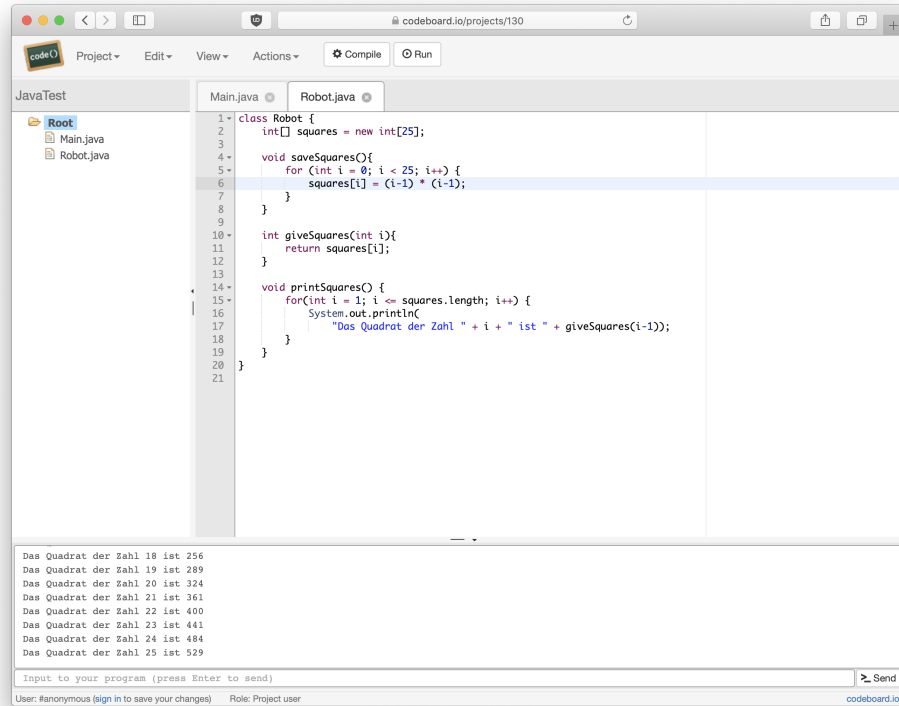 codeboard.io/projects/130
code()
Project
Edit
View
Actions
Compile
Run
JavaTest
Main.java
Robot.java
Root
Main.java
Robot.java
1 class Robot {
2     int[] squares = new int[25];
3
4     void saveSquares(){
5         for (int i = 0; i < 25; i++) {
6             squares[i] = (i-1) * (i-1);
7         }
8     }
9
10     int giveSquares(int i){
11         return squares[i];
12     }
13
14     void printSquares() {
15         for(int i = 1; i <= squares.length; i++) {
16             System.out.println(
17                 "Das Quadrat der Zahl " + i + " ist " + giveSquares(i-1));
18         }
19     }
20 }
21
Das Quadrat der Zahl 18 ist 256
Das Quadrat der Zahl 19 ist 289
Das Quadrat der Zahl 20 ist 324
Das Quadrat der Zahl 21 ist 361
Das Quadrat der Zahl 22 ist 400
Das Quadrat der Zahl 23 ist 441
Das Quadrat der Zahl 24 ist 484
Das Quadrat der Zahl 25 ist 529
Input to your program (press Enter to send)
Send
User: #anonymous (sign in to save your changes) Role: Project user
codeboard.io